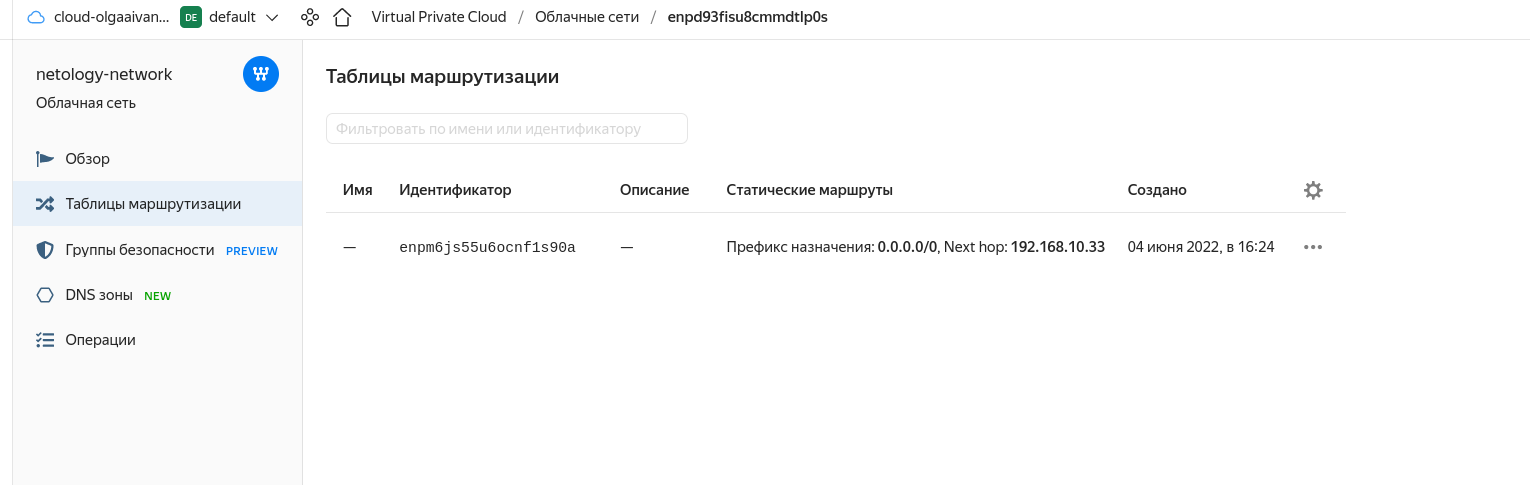 cloud-olgaaivan... DE default Virtual Private Cloud / Облачные сети / enpd93fisu8cmmdtlp0s
netology-network
Облачная сеть
Обзор
Таблицы маршрутизации
Группы безопасности PREVIEW
DNS зоны NEW
Операции
Таблицы маршрутизации
Фильтровать по имени или идентификатору
Имя Идентификатор Описание Статические маршруты Создано
— enpm6js55u6ocnf1s90a — Префикс назначения: 0.0.0.0/0, Next hop: 192.168.10.33 04 июня 2022, в 16:24